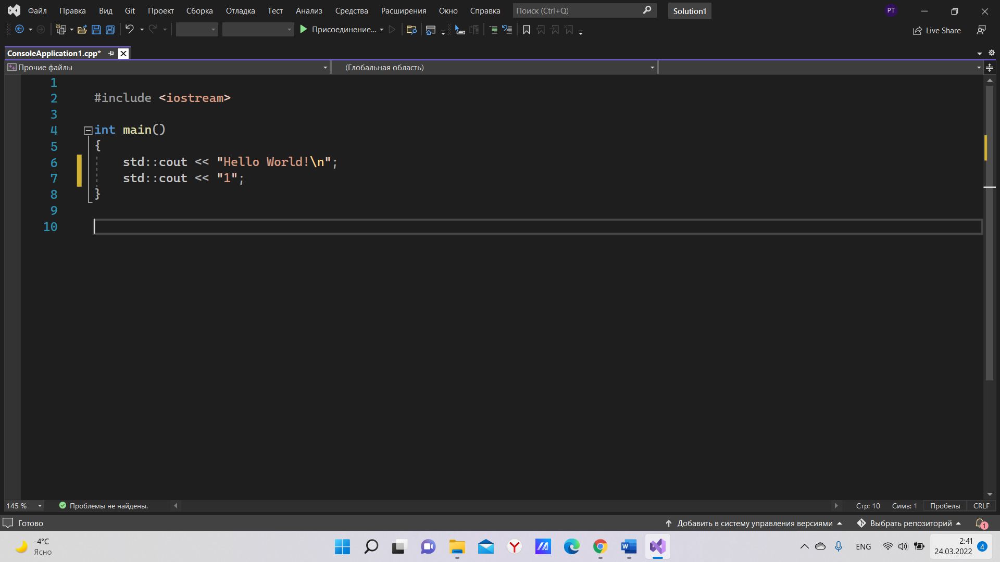 Файл Правка Вид Git Проект Сборка Отладка Тест Анализ Средства Расширения Окно Справка Поиск (Ctrl+Q) Solution1 PT
Присоединение... Live Share
ConsoleApplication1.cpp*
Прочие файлы (Глобальная область)
1
2 #include <iostream>
3
4 int main()
5 {
6 std::cout << "Hello World!\n";
7 std::cout << "1";
8 }
9
10
145 % Проблемы не найдены. Стр: 10 Симв: 1 Пробелы CRLF
Готово Добавить в систему управления версиями Выбрать репозиторий 1
-4°C
Ясно
ENG
2:41
24.03.2022 4